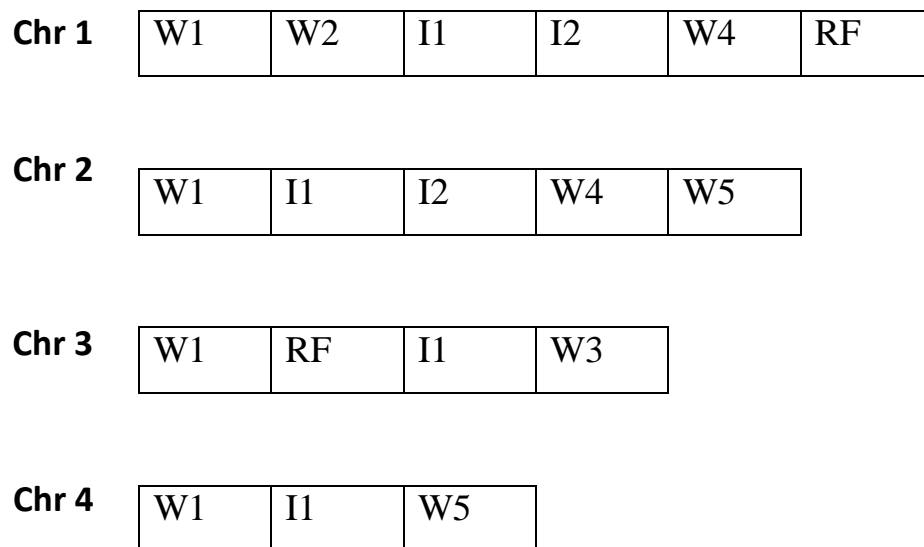 Chr 1 W1 W2 I1 I2 W4 RF
Chr 2 W1 I1 I2 W4 W5
Chr 3 W1 RF I1 W3
Chr 4 W1 I1 W5